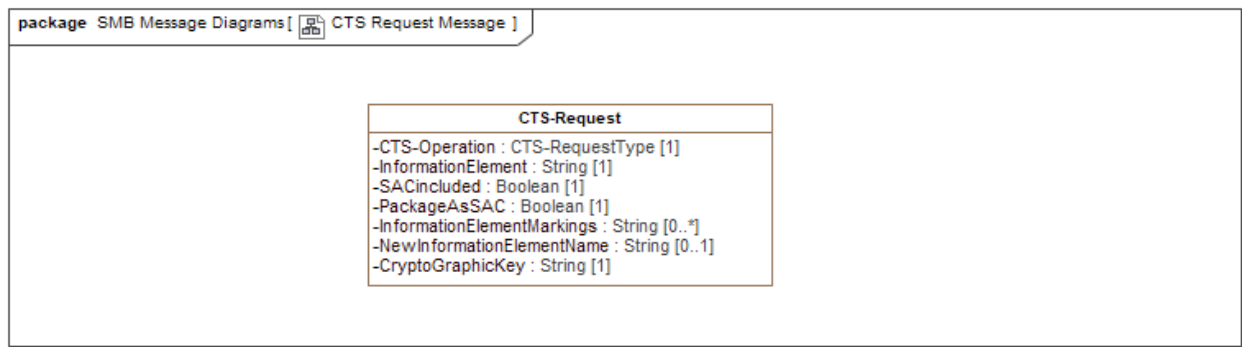 package SMB Message Diagrams [ CTS Request Message ]
CTS-Request
-CTS-Operation : CTS-RequestType [1]
-InformationElement : String [1]
-SACincluded : Boolean [1]
-PackageAsSAC : Boolean [1]
-InformationElementMarkings : String [0..*]
-NewInformationElementName : String [0..1]
-CryptoGraphicKey : String [1]